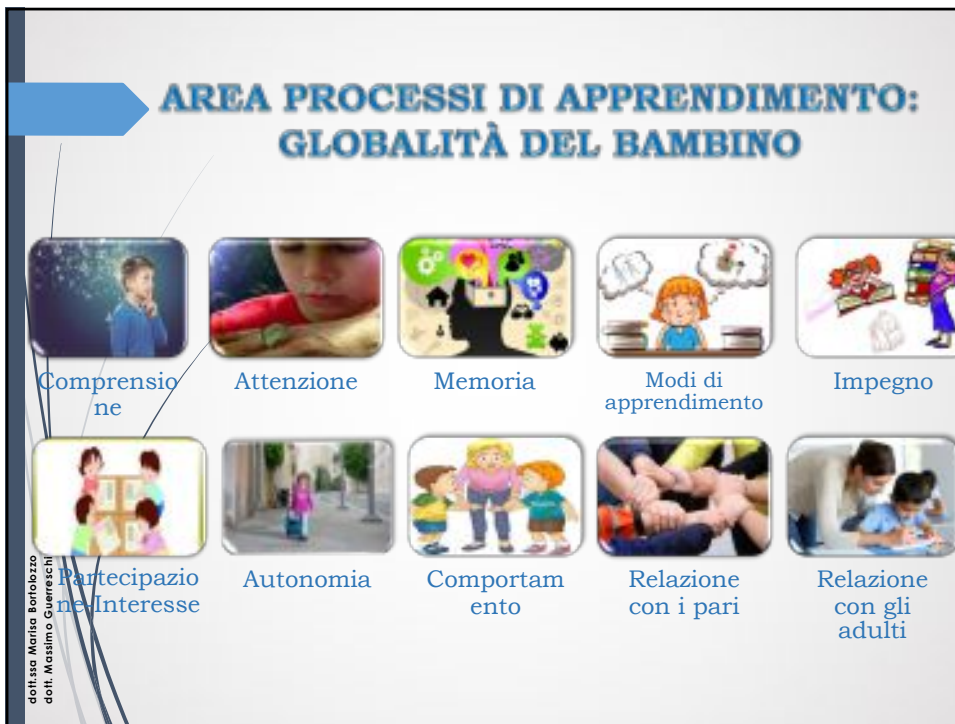 AREA PROCESSI DI APPRENDIMENTO:
GLOBALITÀ DEL BAMBINO
Comprensio
ne
Attenzione
Memoria
Modi di
apprendimento
Impegno
Partecipazio
ne-Interesse
Autonomia
Comportam
ento
Relazione
con i pari
Relazione
con gli
adulti
dott.ssa Marisa Bortolozzo
dott. Massimo Guerreschi